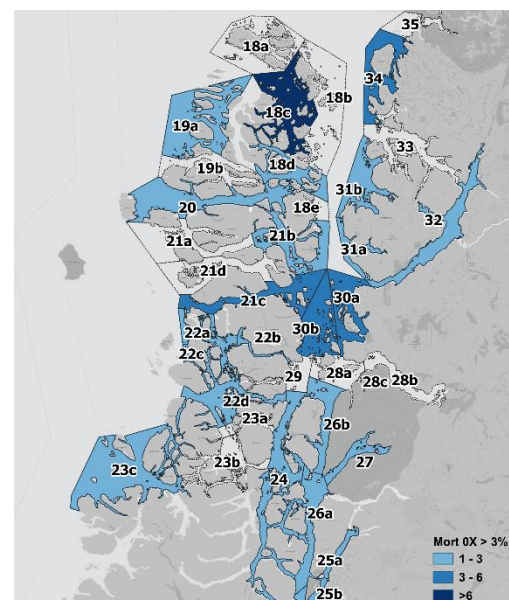 35
18a
34
18b
18c
19a
33
18d
19b
31b
20
18e
32
21b
21a
31a
21d
30a
21c
30b
22a
22b
22c
29
28a
28c
28b
22d
23a
26b
23b
27
23c
24
26a
25a
25b
Mort 0X > 3%
1 - 3
3 - 6
>6